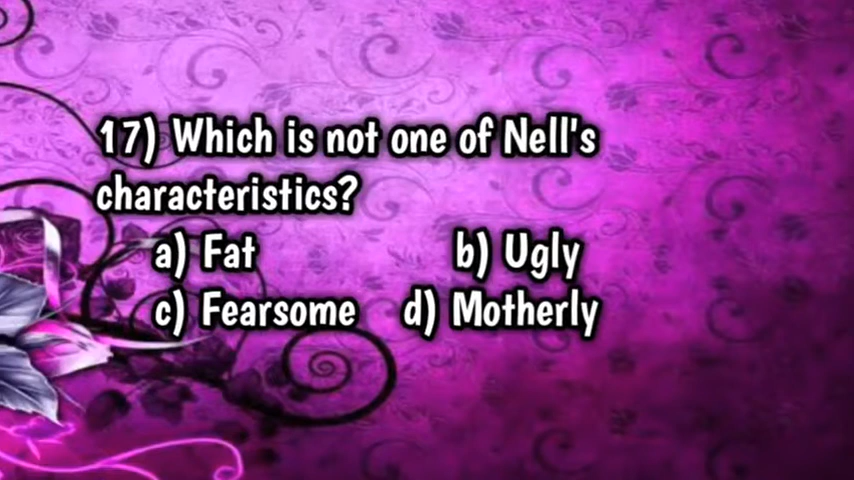 17) Which is not one of Nell's
characteristics?
a) Fat b) Ugly
c) Fearsome d) Motherly